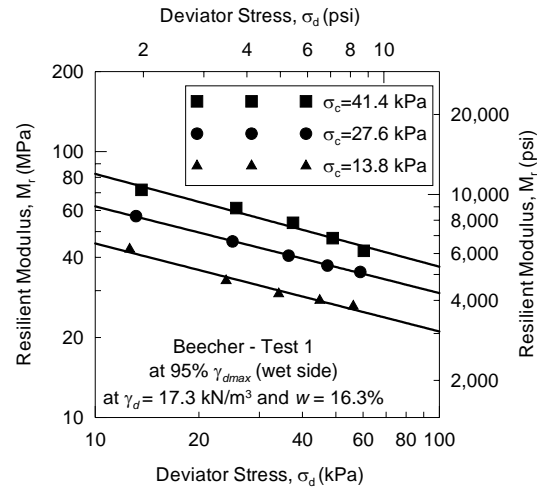 Deviator Stress, σd (psi)
2 4 6 8 10
200
100
80
60
40
20
10
Resilient Modulus, Mr (MPa)
σc=41.4 kPa
σc=27.6 kPa
σc=13.8 kPa
20,000
10,000
8,000
6,000
4,000
2,000
Resilient Modulus, Mr (psi)
Beecher - Test 1
at 95% γdmax (wet side)
at γd = 17.3 kN/m³ and w = 16.3%
10 20 40 60 80 100
Deviator Stress, σd (kPa)